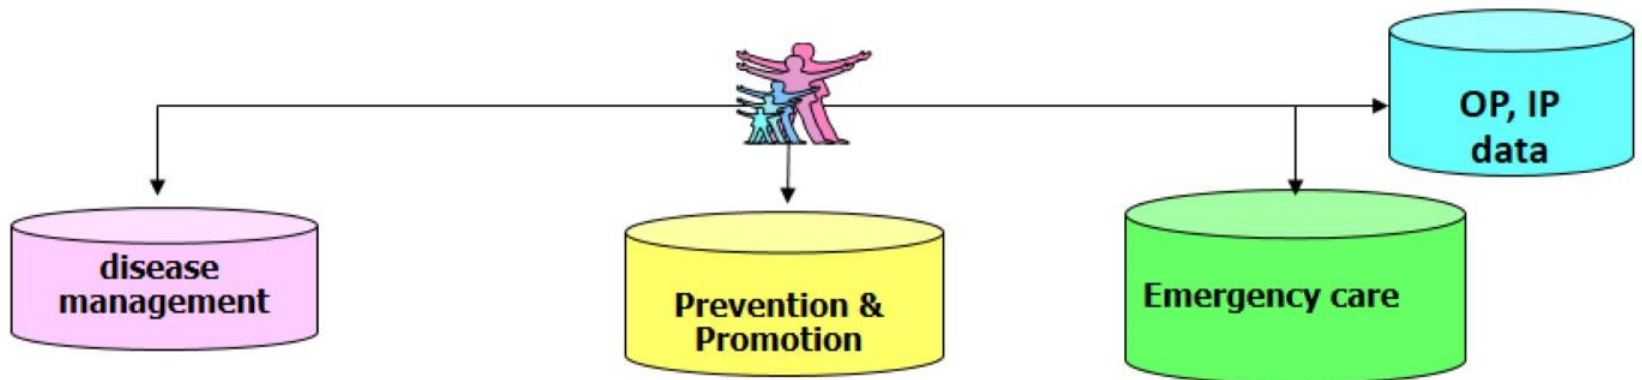 OP, IP
data
disease
management
Prevention &
Promotion
Emergency care